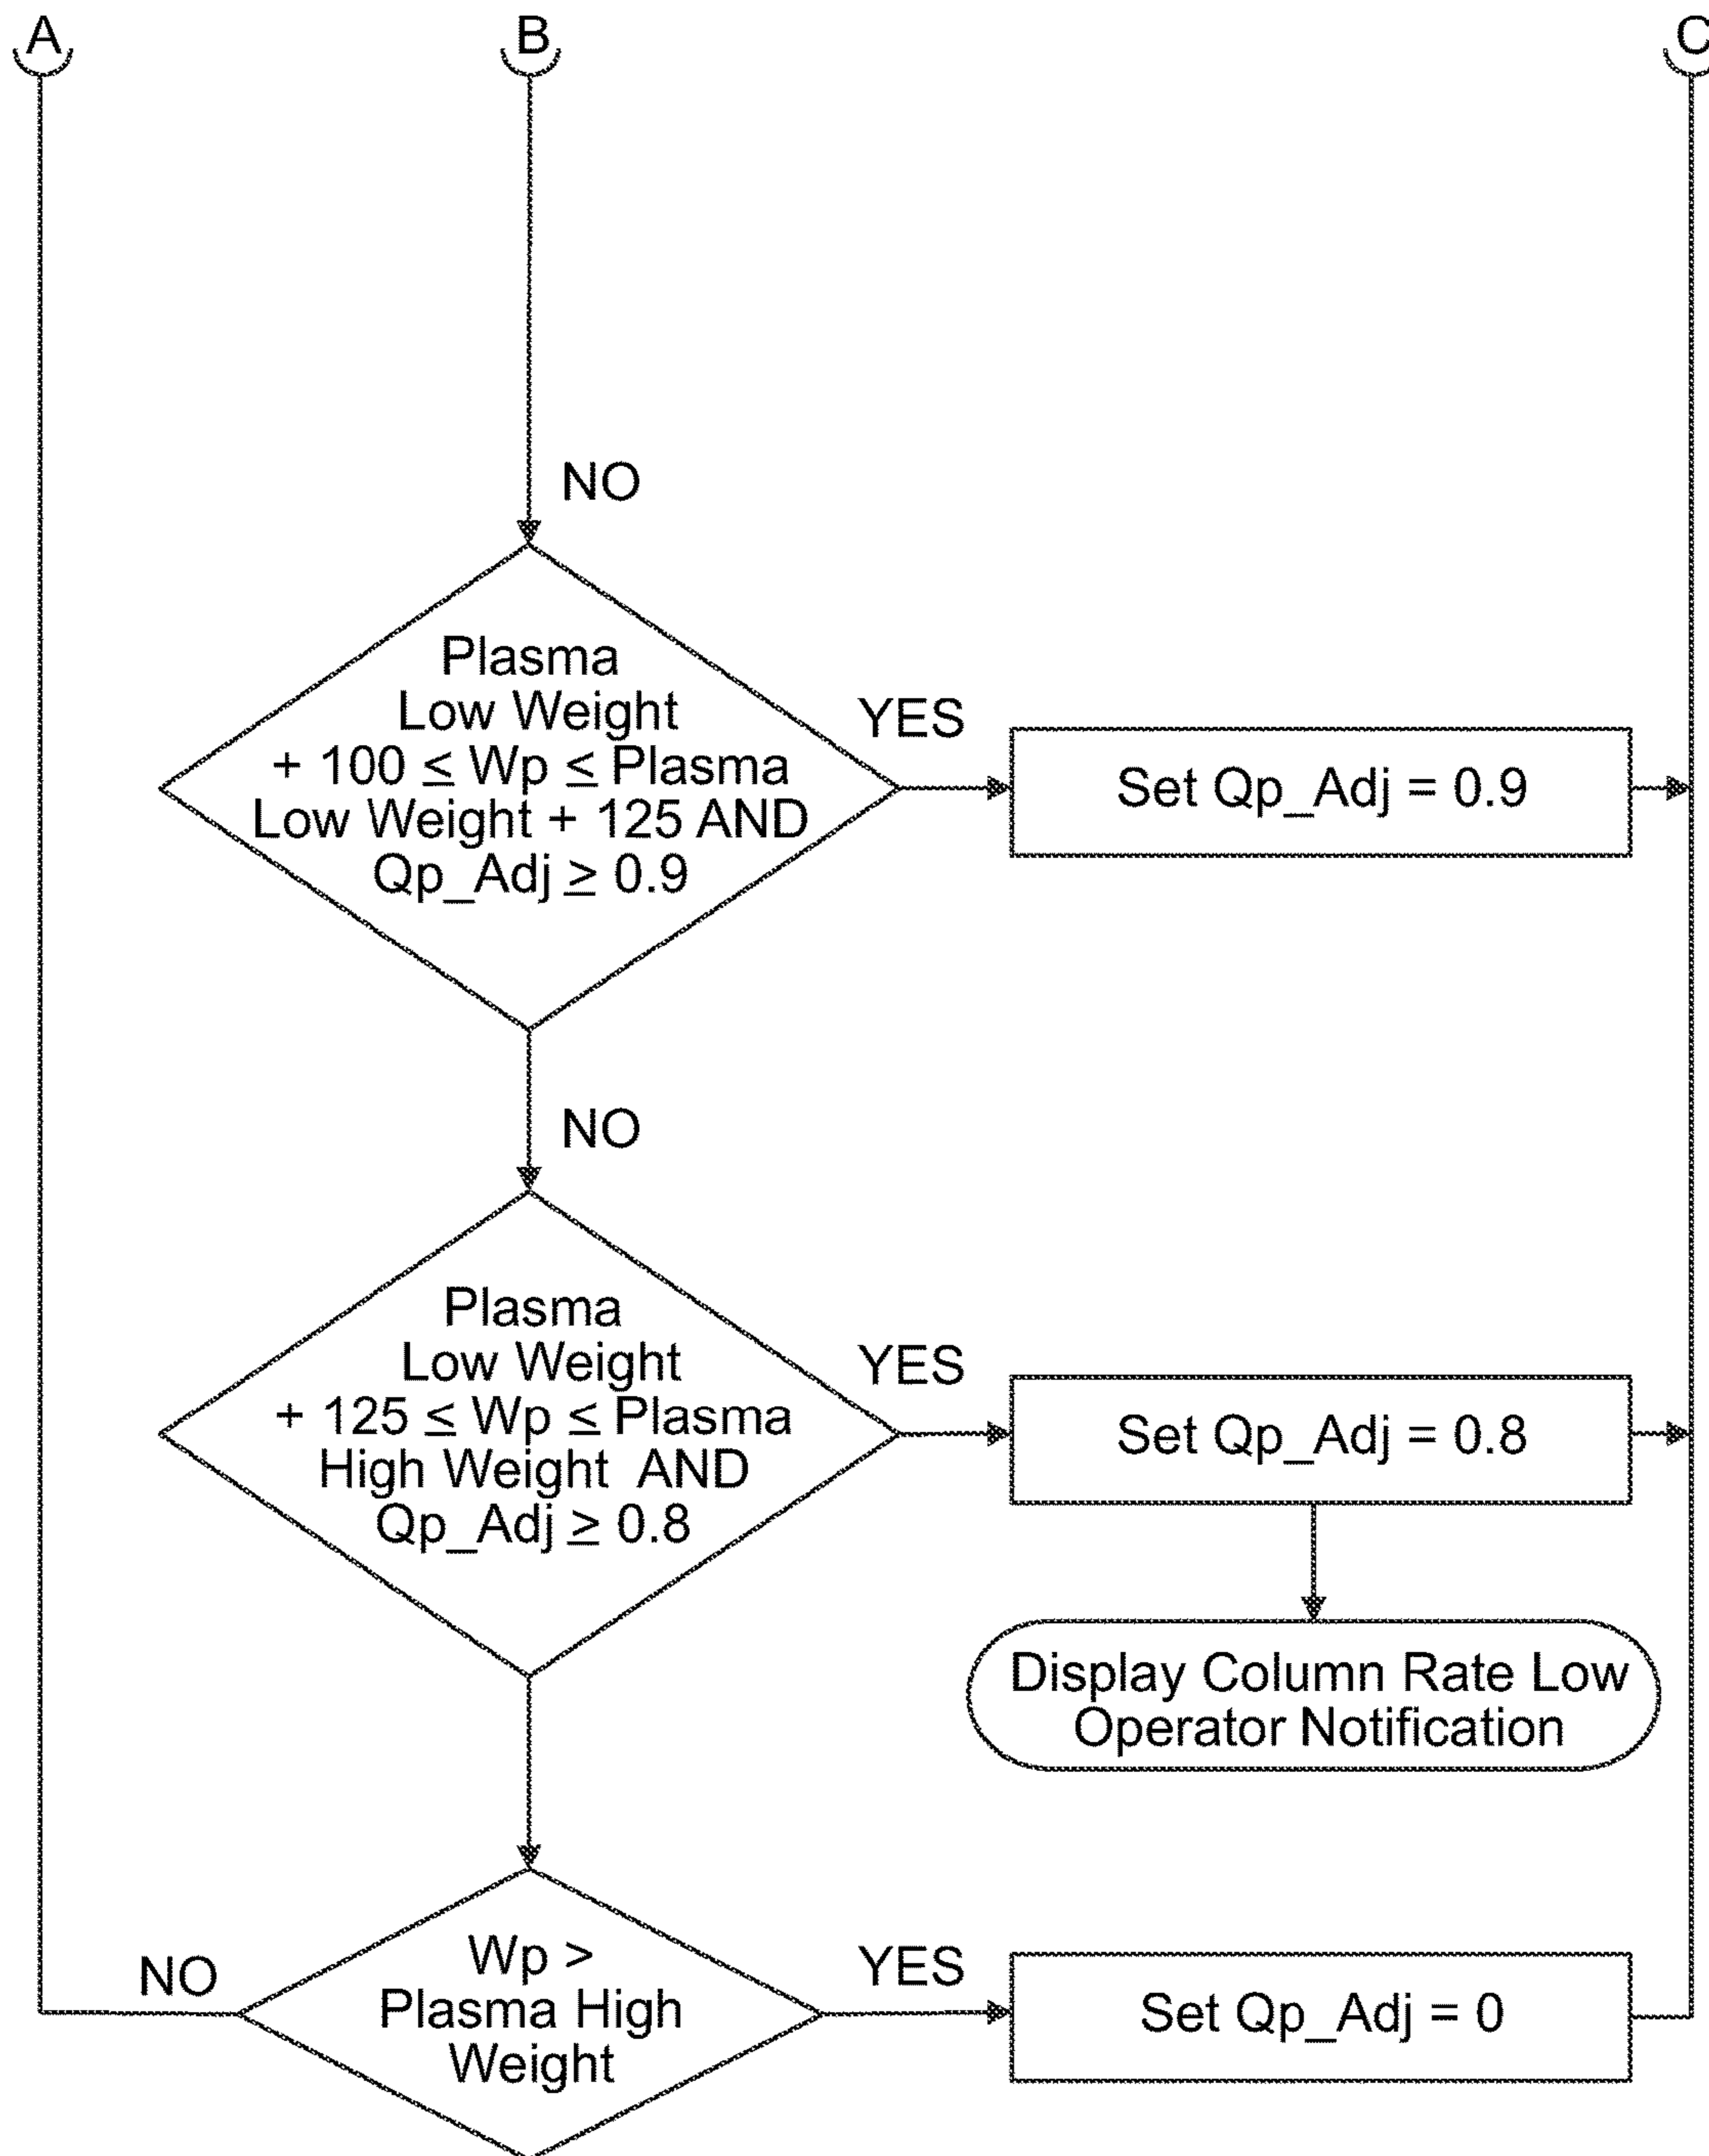 A
B
C
NO
Plasma
Low Weight
+ 100 ≤ Wp ≤ Plasma
Low Weight + 125 AND
Qp_Adj ≥ 0.9
YES
Set Qp_Adj = 0.9
NO
Plasma
Low Weight
+ 125 ≤ Wp ≤ Plasma
High Weight AND
Qp_Adj ≥ 0.8
YES
Set Qp_Adj = 0.8
Display Column Rate Low
Operator Notification
NO
Wp >
Plasma High
Weight
YES
Set Qp_Adj = 0